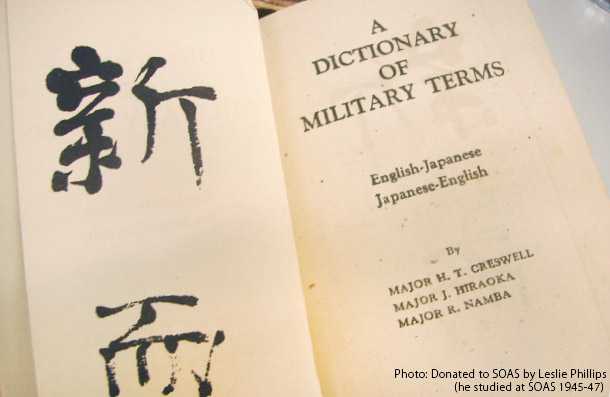 新
A
DICTIONARY
OF
MILITARY TERMS
English-Japanese
Japanese-English
By
MAJOR H. T. CRESWELL
MAJOR J. HIRAOKA
MAJOR R. NAMBA
Photo: Donated to SOAS by Leslie Phillips
(he studied at SOAS 1945-47)